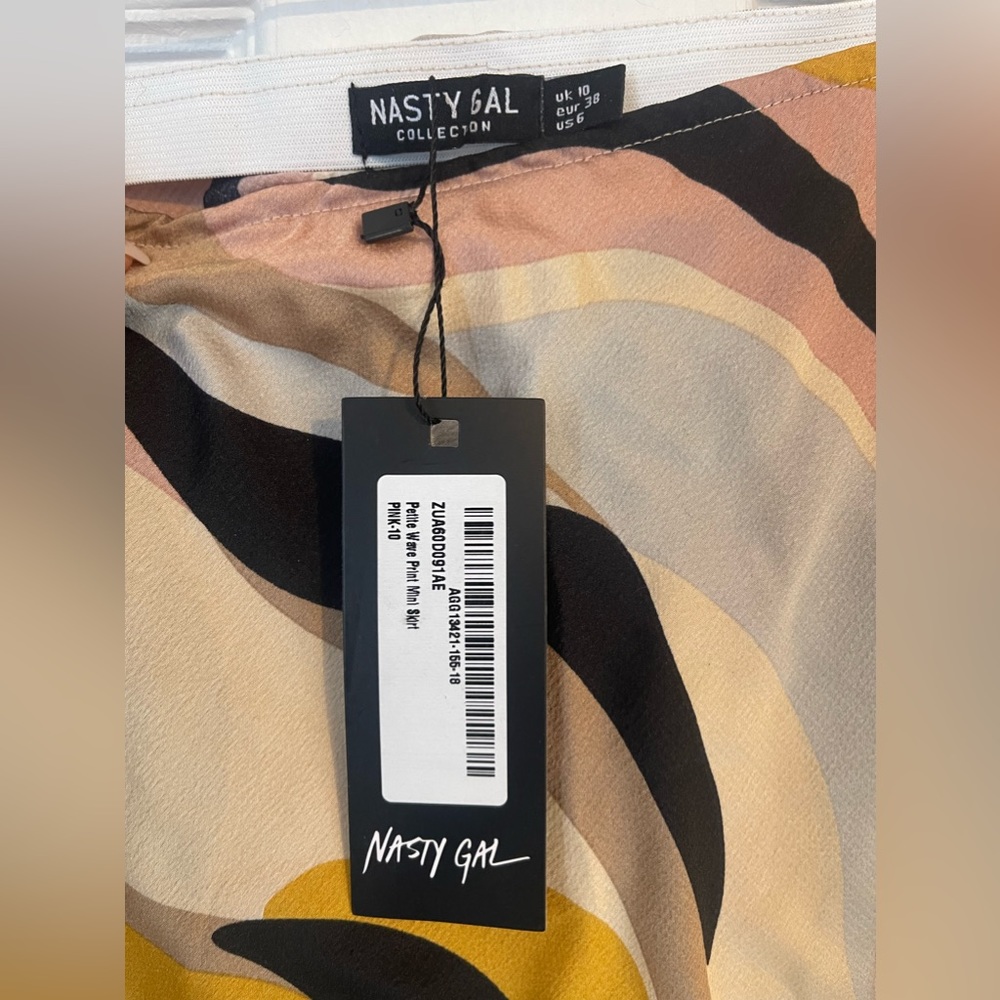 NASTY GAL
COLLECTION
uk 10
eur 38
us 6
AGG13421-155-18
ZUA60D091AE
Petite Wave Print Mini Skirt
PINK-10
NASTY GAL